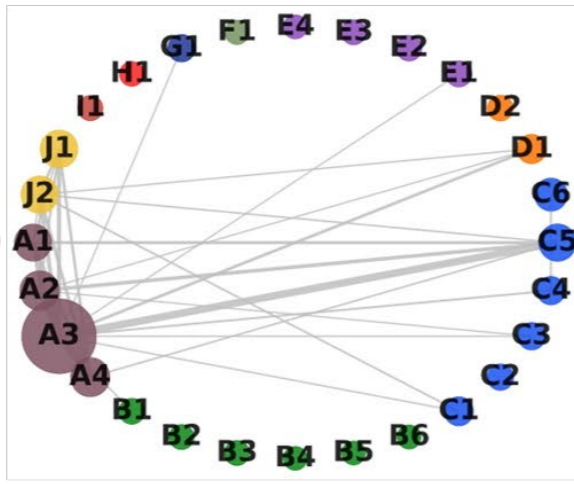 F1 E4 E3
G1 E2
H1 E1
I1 D2
J1 D1
J2 C6
A1 C5
A2 C4
A3 C3
A4 C2
B1 C1
B2 B6
B3 B4 B5